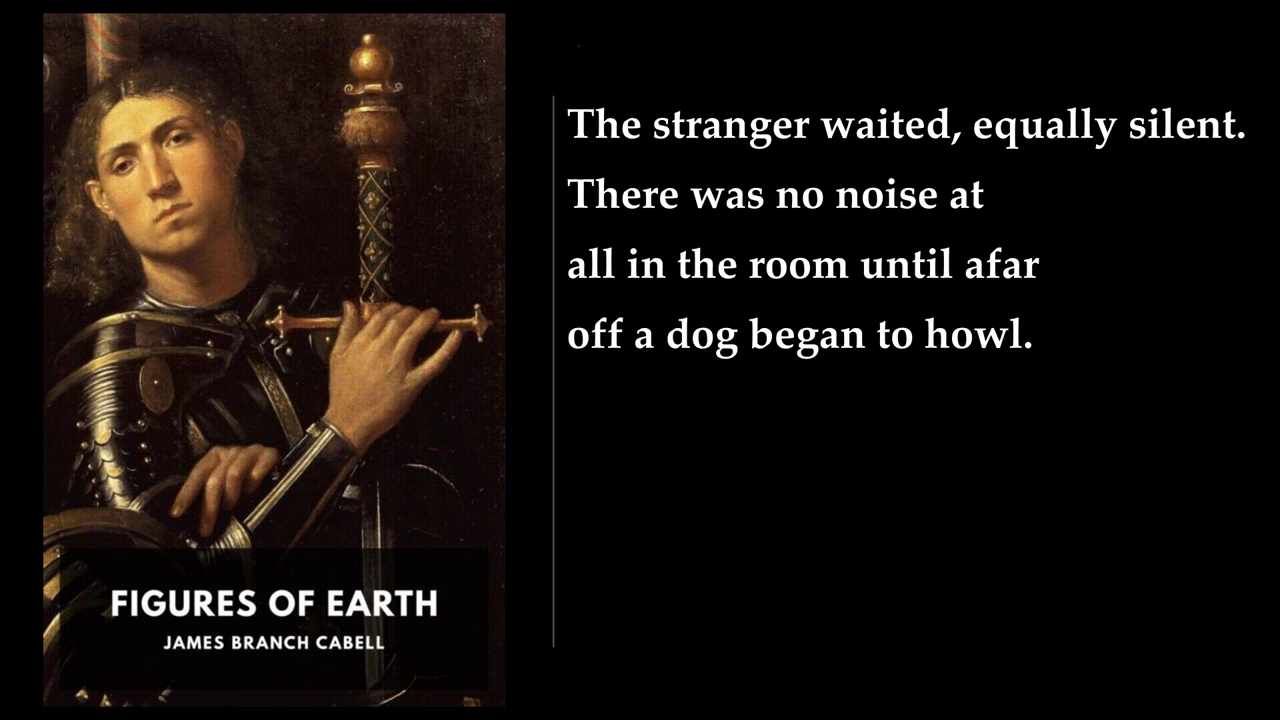 The stranger waited, equally silent.
There was no noise at
all in the room until afar
off a dog began to howl.
FIGURES OF EARTH
JAMES BRANCH CABELL